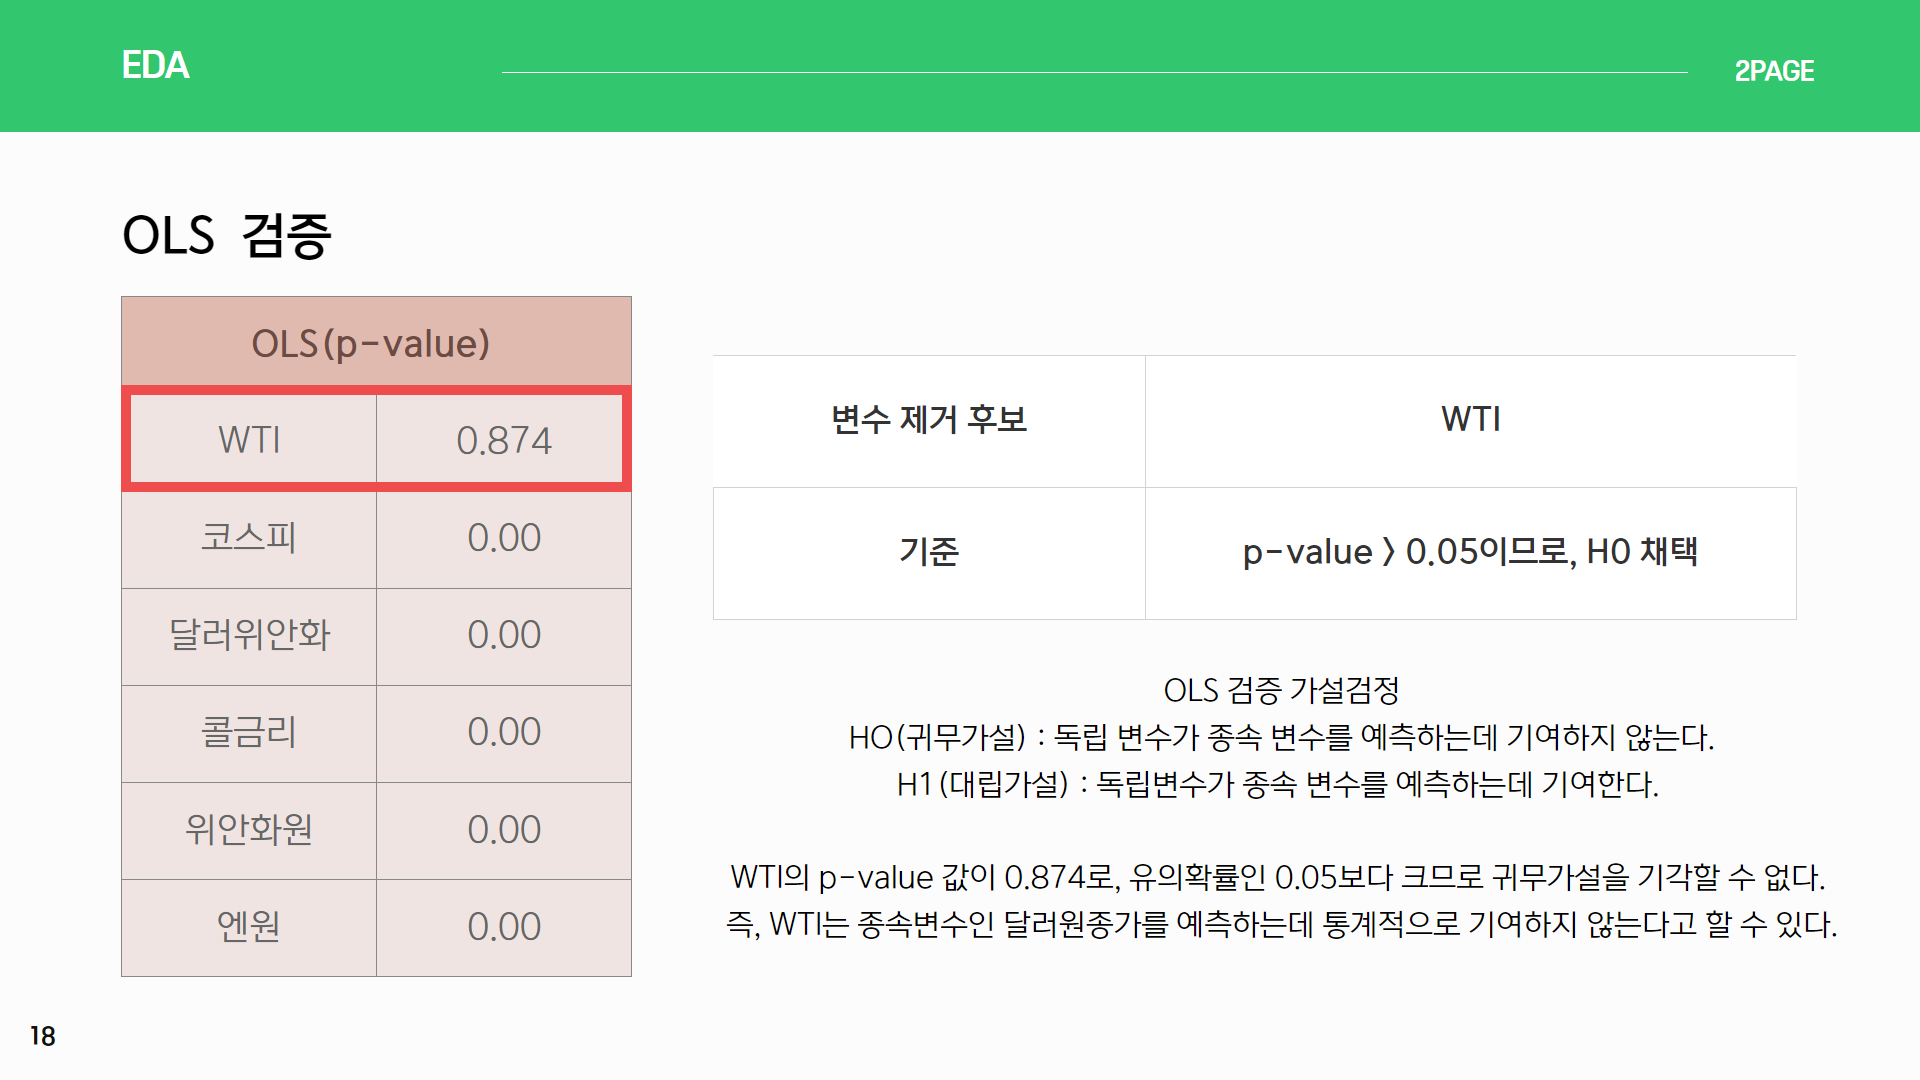 EDA
2PAGE
OLS 검증
OLS(p-value)
WTI 0.874
코스피 0.00
달러위안화 0.00
콜금리 0.00
위안화원 0.00
엔원 0.00
변수 제거 후보 WTI
기준 p-value > 0.05이므로, H0 채택
OLS 검증 가설검정
H0(귀무가설) : 독립 변수가 종속 변수를 예측하는데 기여하지 않는다.
H1(대립가설) : 독립변수가 종속 변수를 예측하는데 기여한다.
WTI의 p-value 값이 0.874로, 유의확률인 0.05보다 크므로 귀무가설을 기각할 수 없다.
즉, WTI는 종속변수인 달러원종가를 예측하는데 통계적으로 기여하지 않는다고 할 수 있다.
18